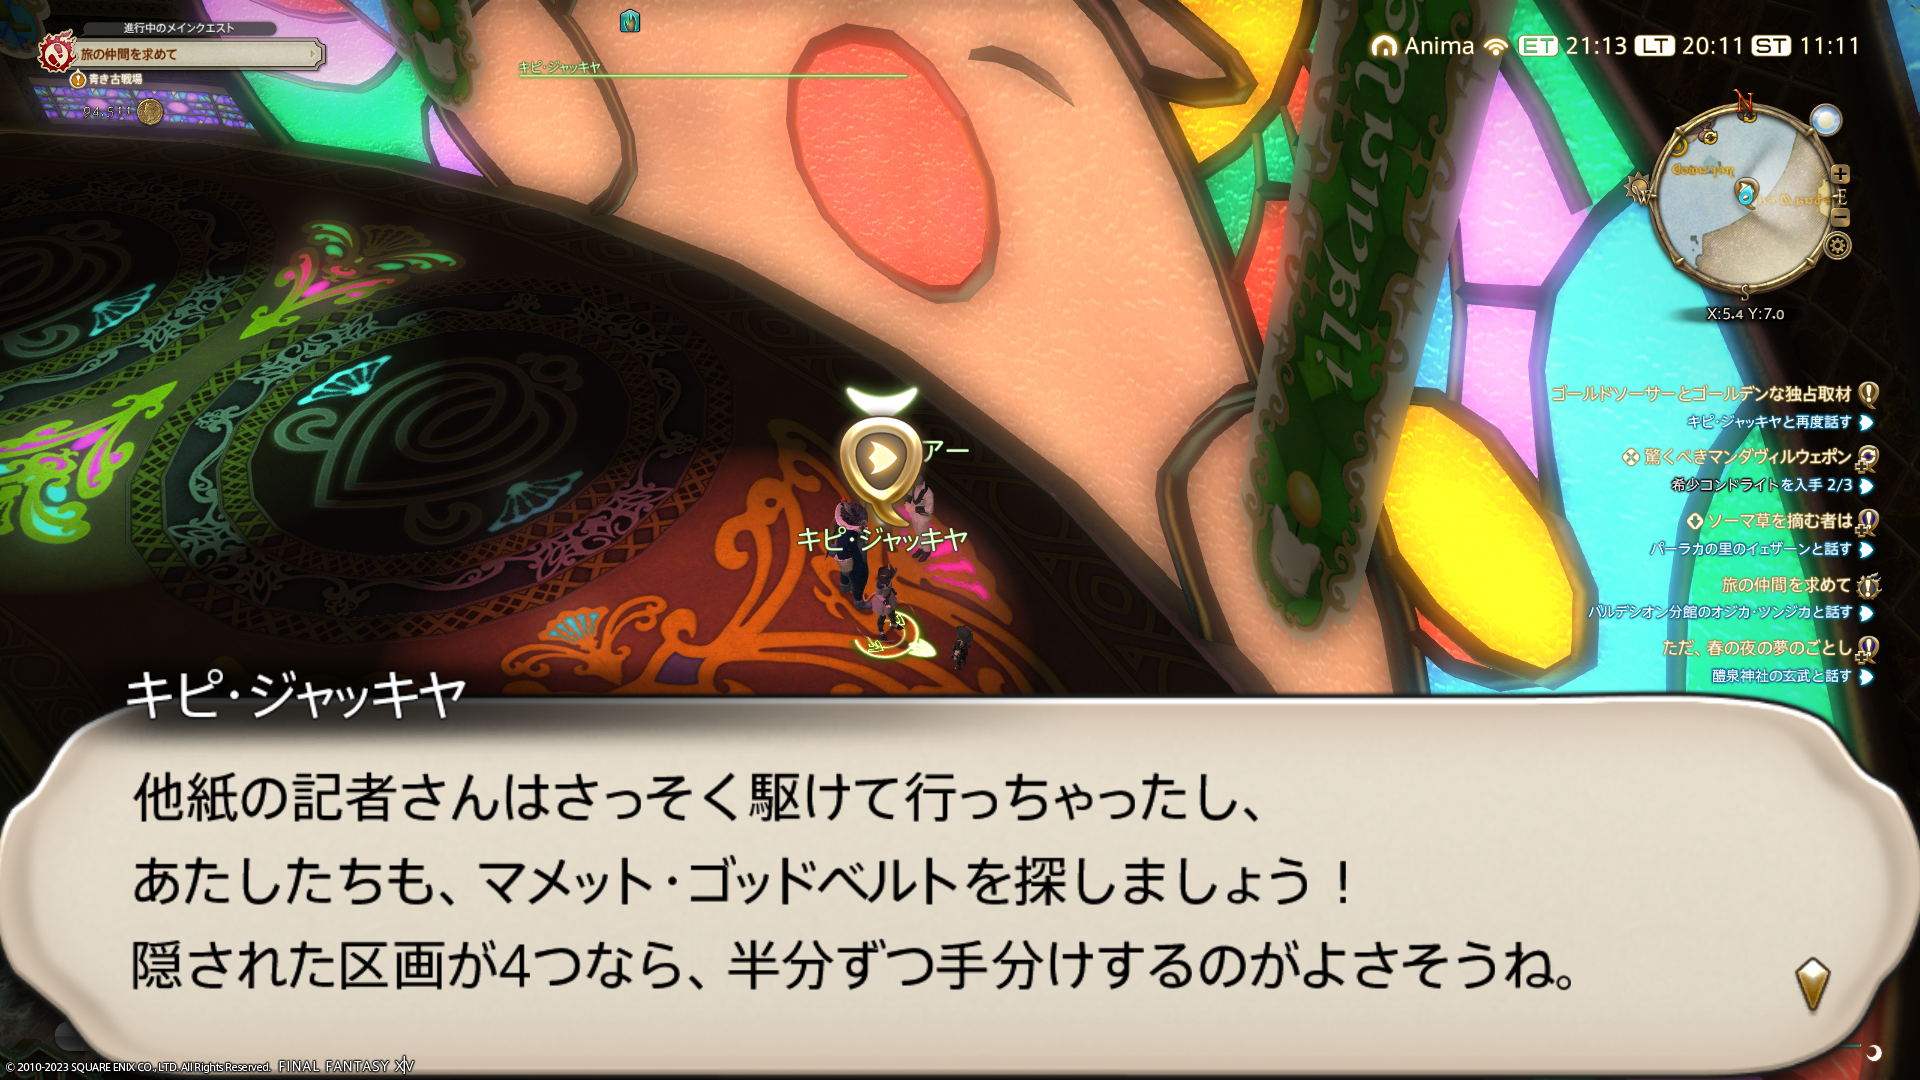 進行中のメインクエスト
旅の仲間を求めて
青き古戦場
94,511
キピ・ジャッキヤ
Anima ET 21:13 LT 20:11 ST 11:11
N
W
E
S
X:5.4 Y:7.0
ゴールドソーサーとゴールデンな独占取材
キピ・ジャッキヤと再度話す
驚くべきマンダヴィルウェポン
希少コンドライトを入手 2/3
ソーマ草を摘む者は
パーラカの里のイェザーンと話す
旅の仲間を求めて
バルデシオン分館のオジカ・ツンジカと話す
ただ、春の夜の夢のごとし
醴泉神社の玄武と話す
アー
キピ・ジャッキヤ
キピ・ジャッキヤ
他紙の記者さんはさっそく駆けて行っちゃったし、
あたしたちも、マメット・ゴッドベルトを探しましょう！
隠された区画が4つなら、半分ずつ手分けするのがよさそうね。
© 2010-2023 SQUARE ENIX CO., LTD. All Rights Reserved. FINAL FANTASY XIV